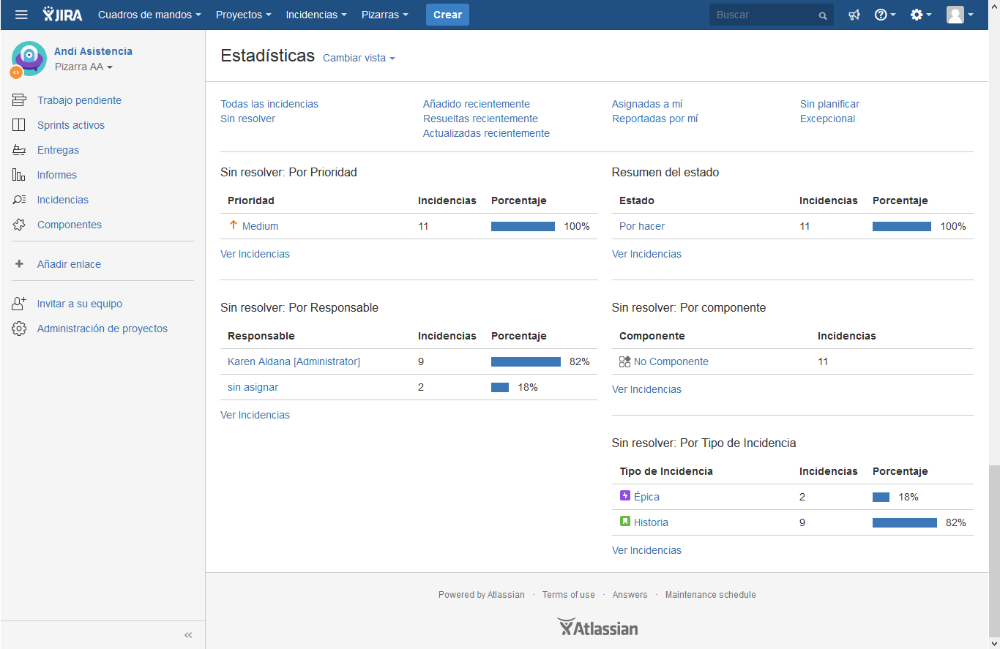 JIRA Cuadros de mandos Proyectos Incidencias Pizarras Crear Buscar
Andi Asistencia
Pizarra AA
Trabajo pendiente
Sprints activos
Entregas
Informes
Incidencias
Componentes
Añadir enlace
Invitar a su equipo
Administración de proyectos
Estadísticas Cambiar vista
Todas las incidencias Añadido recientemente Asignadas a mí Sin planificar
Sin resolver Resueltas recientemente Reportadas por mí Excepcional
Actualizadas recientemente
Sin resolver: Por Prioridad
Prioridad Incidencias Porcentaje
Medium 11 100%
Ver Incidencias
Resumen del estado
Estado Incidencias Porcentaje
Por hacer 11 100%
Ver Incidencias
Sin resolver: Por Responsable
Responsable Incidencias Porcentaje
Karen Aldana [Administrator] 9 82%
sin asignar 2 18%
Ver Incidencias
Sin resolver: Por componente
Componente Incidencias
No Componente 11
Ver Incidencias
Sin resolver: Por Tipo de Incidencia
Tipo de Incidencia Incidencias Porcentaje
Épica 2 18%
Historia 9 82%
Ver Incidencias
Powered by Atlassian · Terms of use · Answers · Maintenance schedule
Atlassian